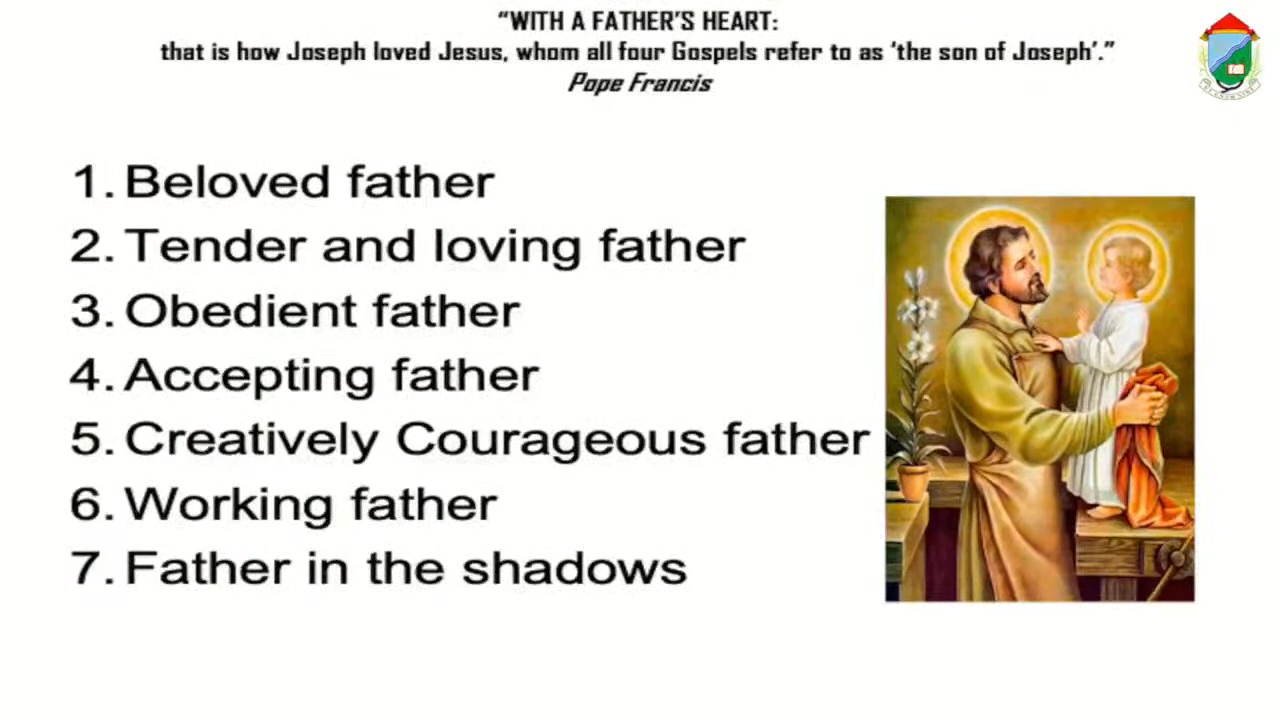 “WITH A FATHER’S HEART:
that is how Joseph loved Jesus, whom all four Gospels refer to as ‘the son of Joseph’.”
Pope Francis
1. Beloved father
2. Tender and loving father
3. Obedient father
4. Accepting father
5. Creatively Courageous father
6. Working father
7. Father in the shadows